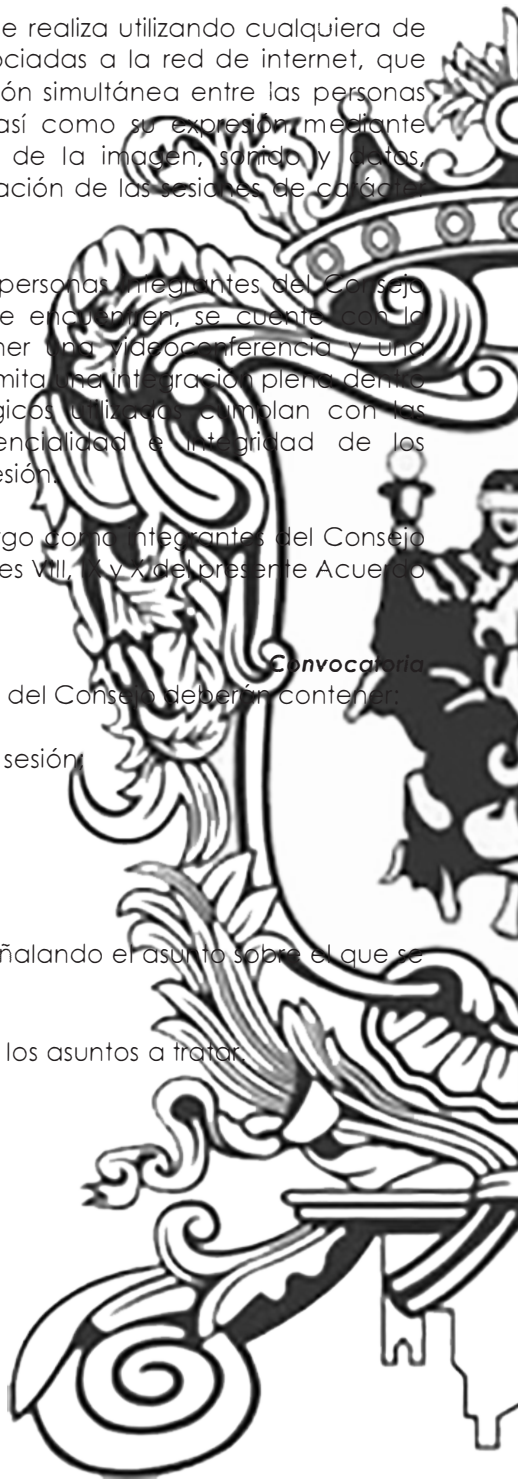 e realiza utilizando cualquiera de
ociadas a la red de internet, que
ón simultánea entre las personas
así como su expresión mediante
de la imagen, sonido y datos,
ación de las sesiones de carácter
personas integrantes del Consejo
e encuentren, se cuente con la
ner una videoconferencia y una
mita una integración plena dentro
gicos utilizados cumplan con las
encialidad e integridad de los
esión.
rgo como integrantes del Consejo
es VIII, IX y X del presente Acuerdo
Convocatoria
del Consejo deberán contener:
sesión;
ñalando el asunto sobre el que se
los asuntos a tratar.